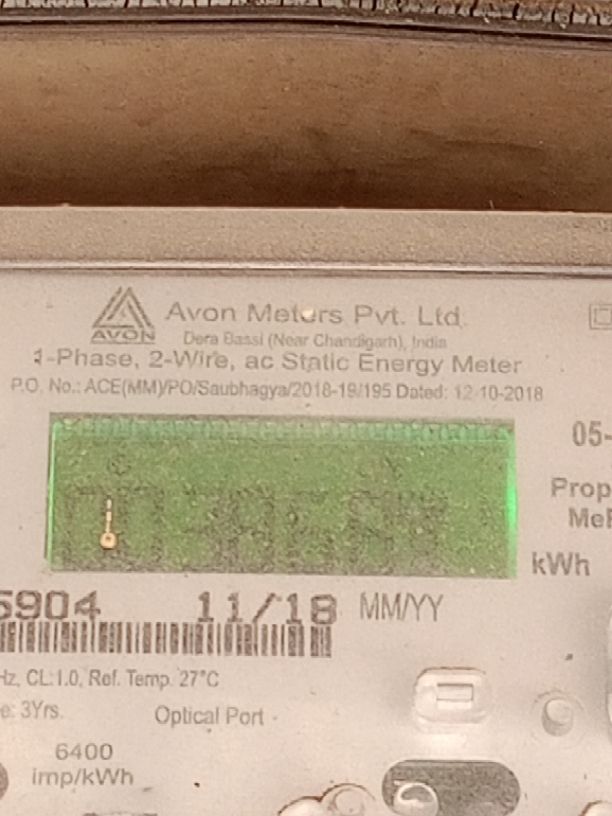 AVON
Avon Meters Pvt. Ltd.
Dera Bassi (Near Chandigarh), India
1-Phase, 2-Wire, ac Static Energy Meter
P.O. No.: ACE(MM)/PO/Saubhagya/2018-19/195 Dated: 12-10-2018
05-
Prop
kWh
5904 11/18 MM/YY
Hz, CL:1.0, Ref. Temp. 27°C
e: 3Yrs. Optical Port
6400
imp/kWh